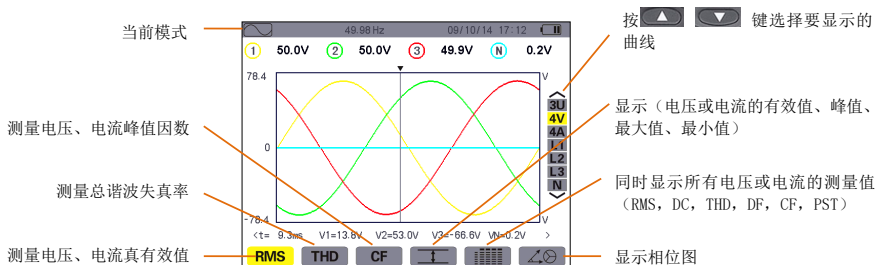 当前模式
49.98 Hz 09/10/14 17:12
1 50.0V 2 50.0V 3 49.9V N 0.2V
按 键选择要显示的
曲线
78.4 V
0
-78.4 V
3U
4V
4A
L1
L2
L3
N
测量电压、电流峰值因数
显示（电压或电流的有效值、峰值、
最大值、最小值）
测量总谐波失真率
同时显示所有电压或电流的测量值
（RMS，DC，THD，DF，CF，PST）
<t= 9.3ms V1=13.8V V2=53.0V V3=-66.6V VN=0.2V >
测量电压、电流真有效值
RMS THD CF
显示相位图